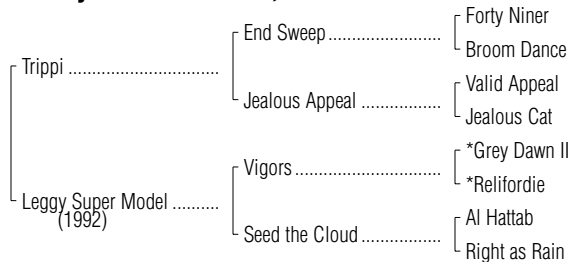 Forty Niner
End Sweep ....................
Broom Dance
Trippi ...........................
Valid Appeal
Jealous Appeal ..............
Jealous Cat
*Grey Dawn II
Vigors ..........................
*Relifordie
Leggy Super Model ........
(1992)
Al Hattab
Seed the Cloud ..............
Right as Rain